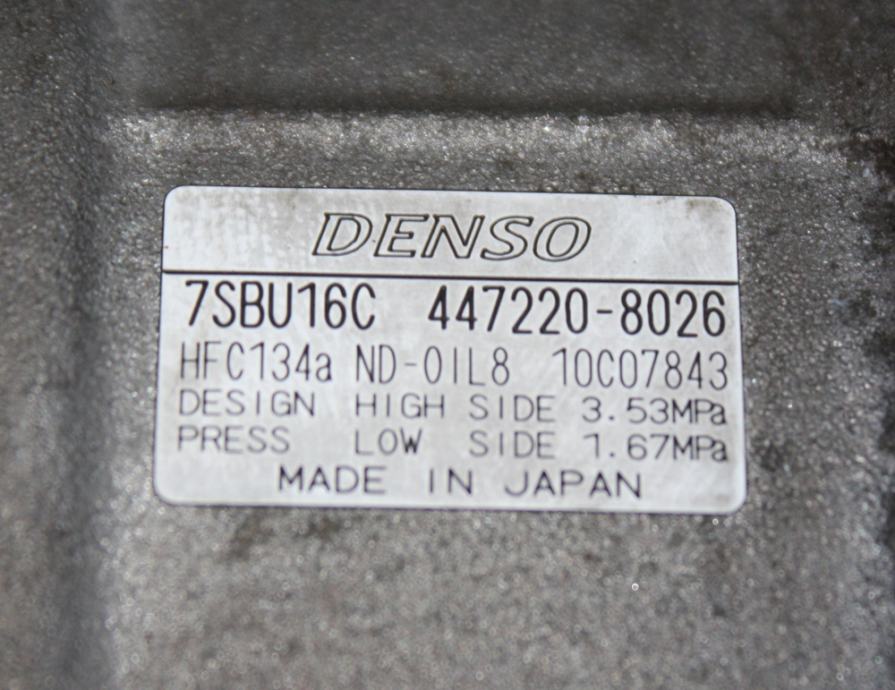 DENSO
7SBU16C 447220-8026
HFC134a ND-OIL8 10C07843
DESIGN HIGH SIDE 3.53MPa
PRESS LOW SIDE 1.67MPa
MADE IN JAPAN